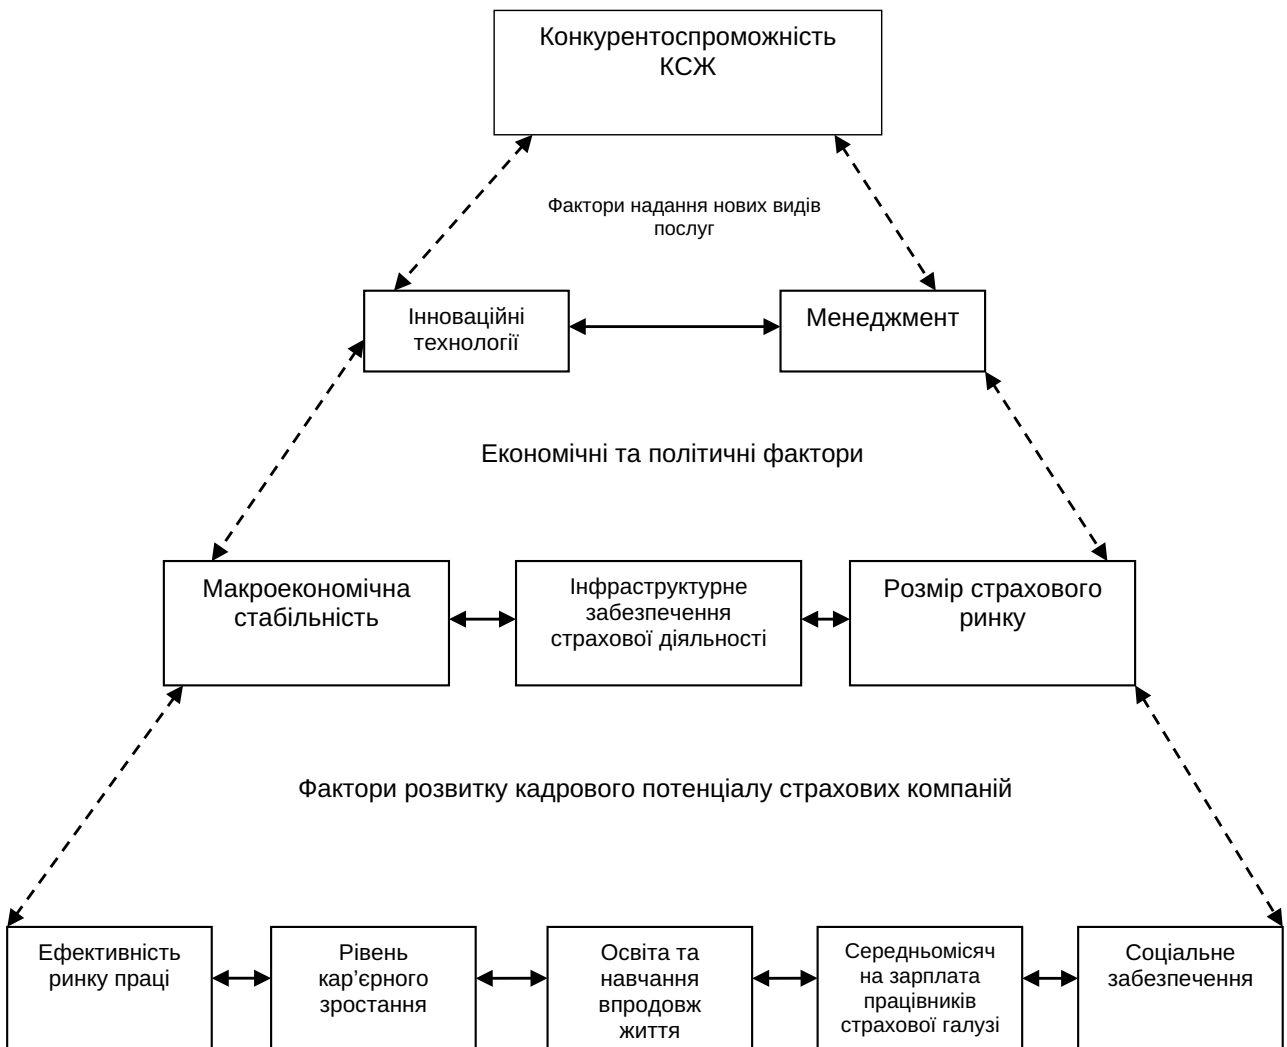 Конкурентоспроможність
КСЖ
Фактори надання нових видів
послуг
Інноваційні
технології
Менеджмент
Економічні та політичні фактори
Макроекономічна
стабільність
Інфраструктурне
забезпечення
страхової діяльності
Розмір страхового
ринку
Фактори розвитку кадрового потенціалу страхових компаній
Ефективність
ринку праці
Рівень
кар’єрного
зростання
Освіта та
навчання
впродовж
життя
Середньомісяч
на зарплата
працівників
страхової галузі
Соціальне
забезпечення